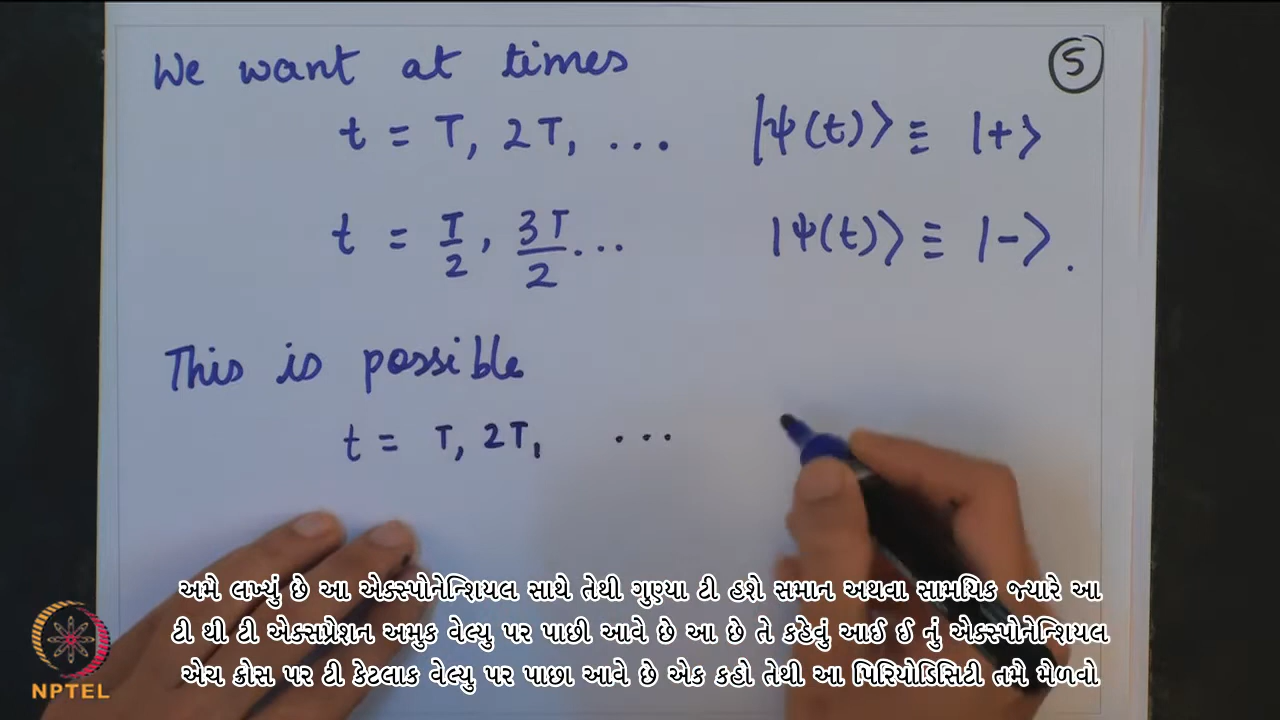 We want at times
5
t = T, 2T, ... |ψ(t)⟩ ≡ |+⟩
t = T/2, 3T/2 ... |ψ(t)⟩ ≡ |-⟩.
This is possible
t = T, 2T, ...
અમે લખ્યું છે આ એક્સ્પોનેન્શિયલ સાથે તેથી ગુણ્યા ટી હશે સમાન અથવા સામયિક જ્યારે આ
ટી થી ટી એક્સપ્રેશન અમુક વેલ્યુ પર પાછી આવે છે આ છે તે કહેવું આઈ ઈ નું એક્સ્પોનેન્શિયલ
એચ ક્રોસ પર ટી કેટલાક વેલ્યુ પર પાછા આવે છે એક કહો તેથી આ પિરિયોડિસિટી તમે મેળવો
NPTEL